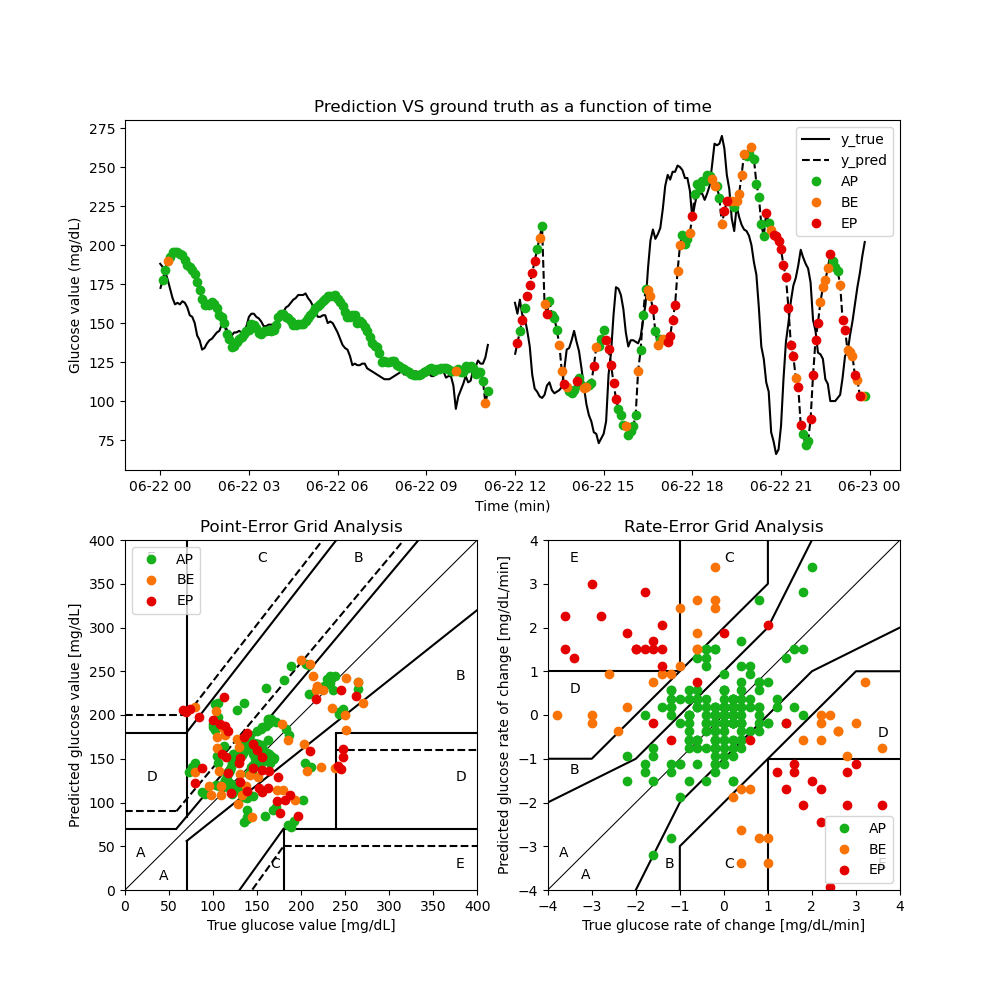 Prediction VS ground truth as a function of time
Glucose value (mg/dL)
275
250
225
200
175
150
125
100
75
y_true
y_pred
AP
BE
EP
06-22 00 06-22 03 06-22 06 06-22 09 06-22 12 06-22 15 06-22 18 06-22 21 06-23 00
Time (min)
Point-Error Grid Analysis
Predicted glucose value [mg/dL]
400
350
300
250
200
150
100
50
0
AP
BE
EP
C
B
B
D
D
A
A
C
E
0 50 100 150 200 250 300 350 400
True glucose value [mg/dL]
Rate-Error Grid Analysis
Predicted glucose rate of change [mg/dL/min]
4
3
2
1
0
−1
−2
−3
−4
E
C
D
D
B
A
A
B
C
AP
BE
EP
−4 −3 −2 −1 0 1 2 3 4
True glucose rate of change [mg/dL/min]